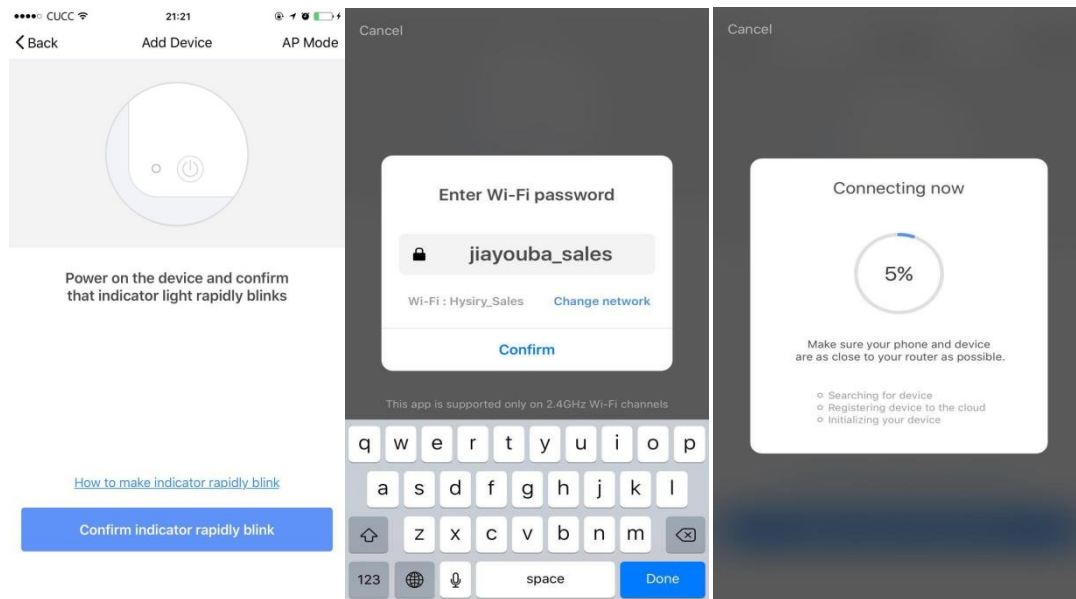 CUCC 21:21
Back Add Device AP Mode
Power on the device and confirm
that indicator light rapidly blinks
How to make indicator rapidly blink
Confirm indicator rapidly blink
Cancel
Enter Wi-Fi password
jiayouba_sales
Wi-Fi : Hysiry_Sales Change network
Confirm
This app is supported only on 2.4GHz Wi-Fi channels
q w e r t y u i o p
a s d f g h j k l
z x c v b n m
123 space Done
Cancel
Connecting now
5%
Make sure your phone and device
are as close to your router as possible.
Searching for device
Registering device to the cloud
Initializing your device